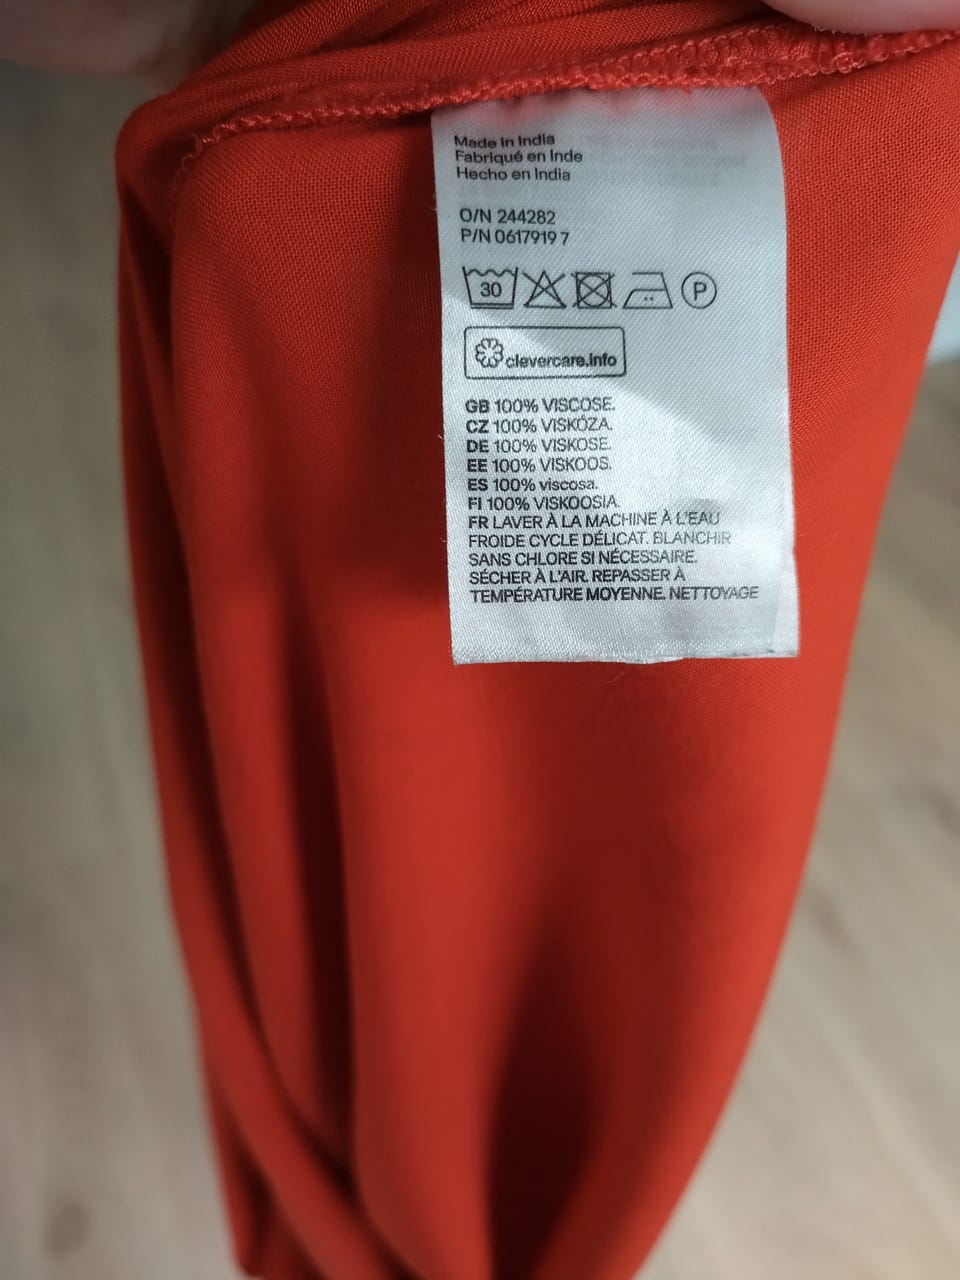 Made in India
Fabriqué en Inde
Hecho en India
O/N 244282
P/N 0617919 7
30
P
clevercare.info
GB 100% VISCOSE.
CZ 100% VISKÓZA.
DE 100% VISKOSE.
EE 100% VISKOOS.
ES 100% viscosa.
FI 100% VISKOOSIA.
FR LAVER À LA MACHINE À L'EAU
FROIDE CYCLE DÉLICAT. BLANCHIR
SANS CHLORE SI NÉCESSAIRE.
SÉCHER À L'AIR. REPASSER À
TEMPÉRATURE MOYENNE. NETTOYAGE